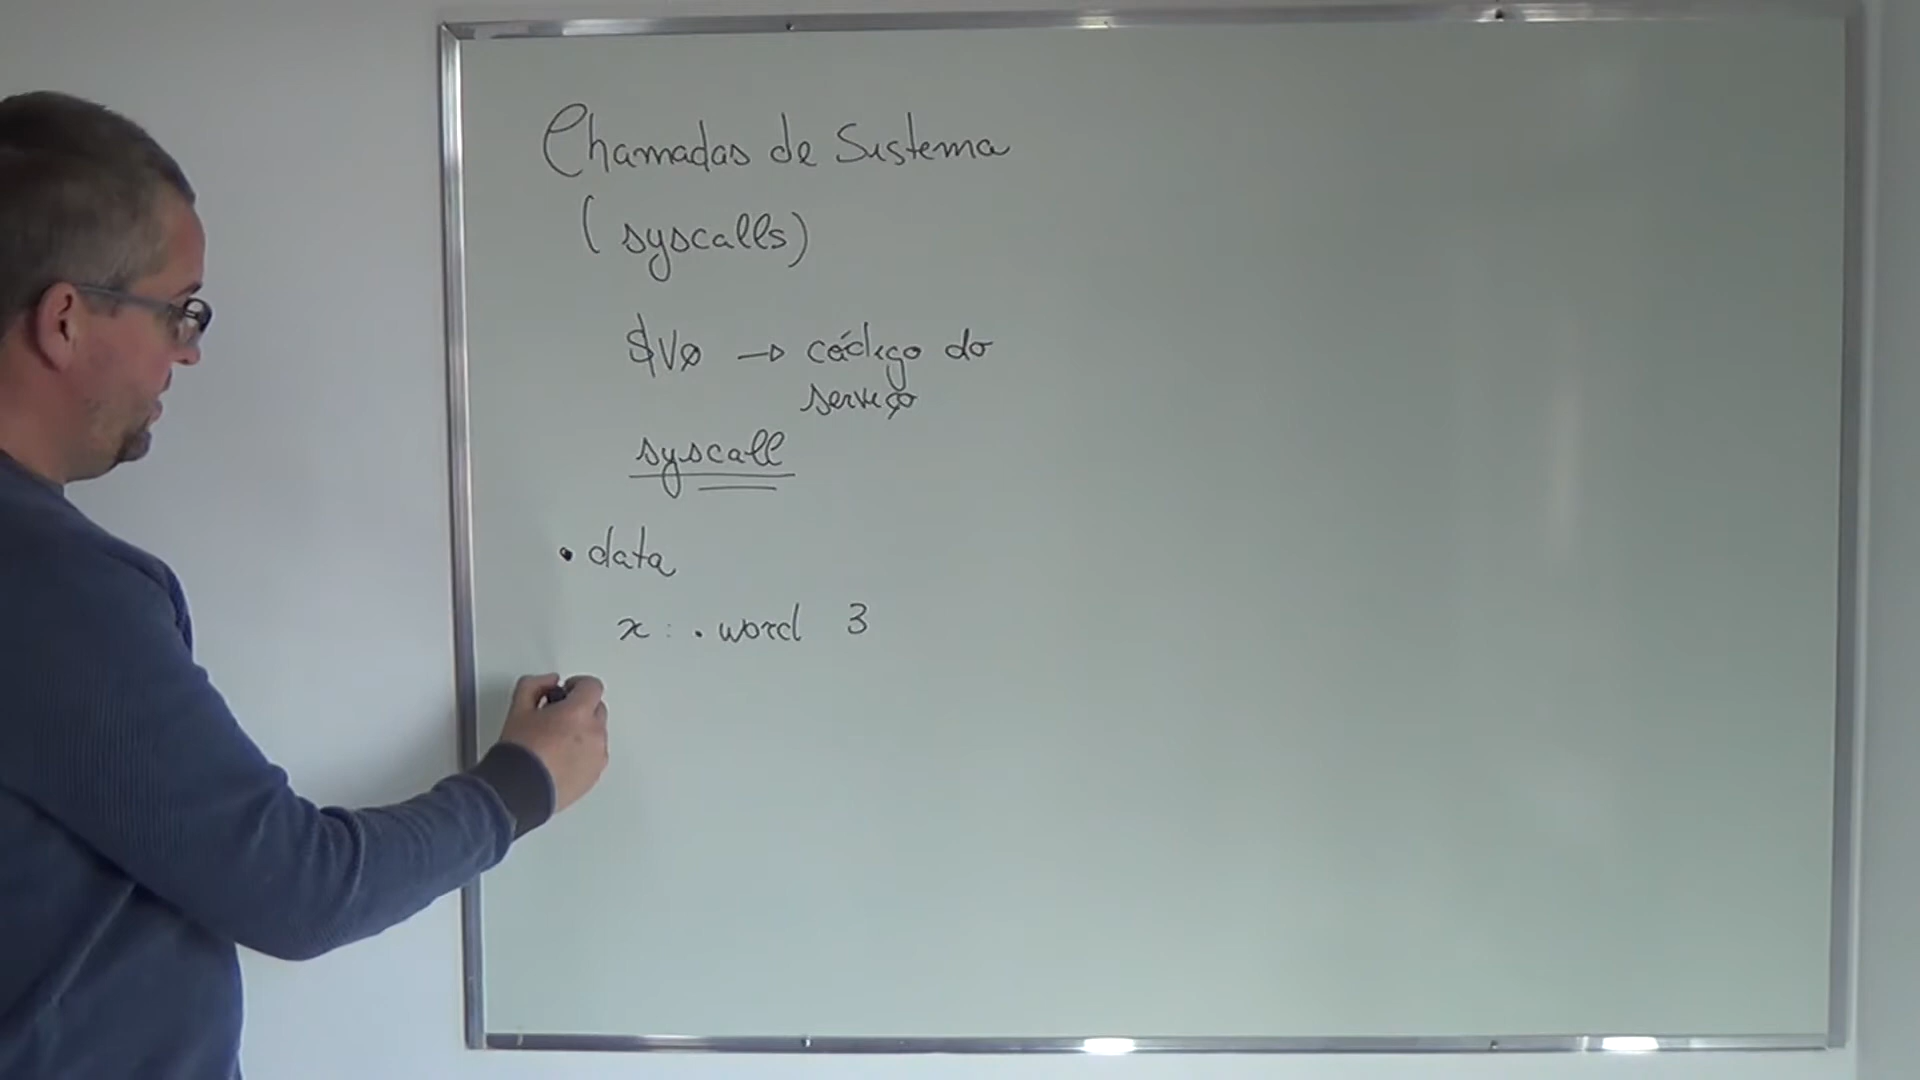 Chamadas de Sistema
(syscalls)
$v0 → código do
serviço
syscall
.data
x: .word 3